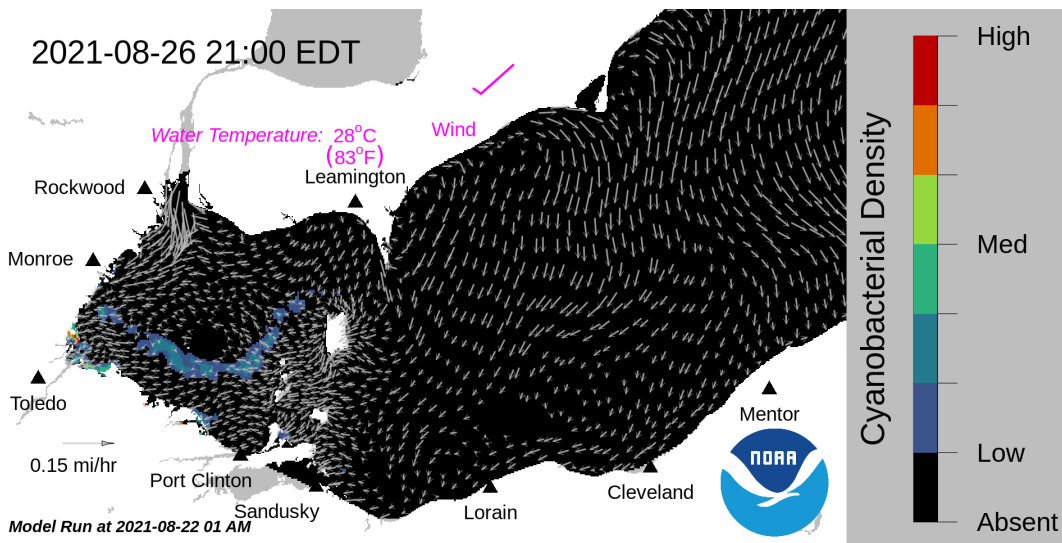 2021-08-26 21:00 EDT
Water Temperature: 28°C
(83°F)
Wind
Leamington
Rockwood
Monroe
Toledo
0.15 mi/hr
Port Clinton
Sandusky
Lorain
Cleveland
Mentor
NOAA
Model Run at 2021-08-22 01 AM
Cyanobacterial Density
High
Med
Low
Absent